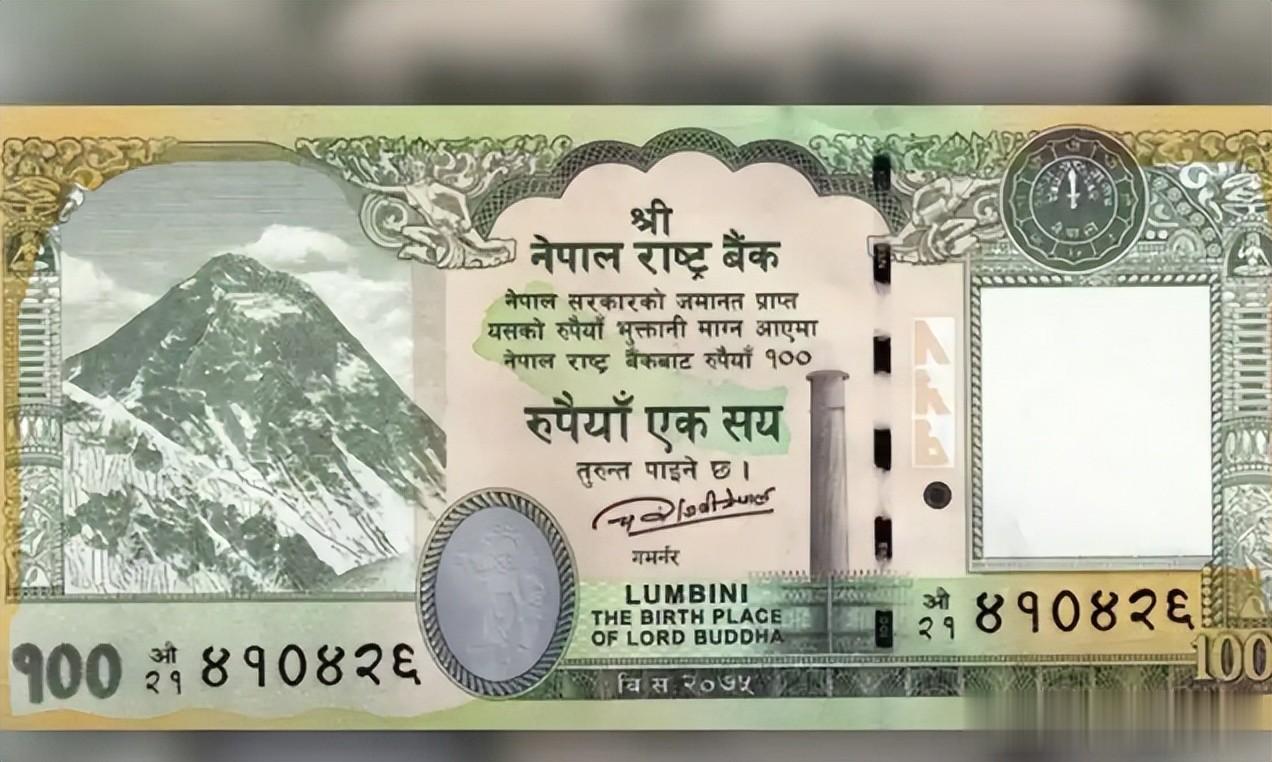 श्री
नेपाल राष्ट्र बैंक
नेपाल सरकारको जमानत प्राप्त
यसको रुपैयाँ भुक्तानी माग्न आएमा
नेपाल राष्ट्र बैंकबाट रुपैयाँ १००
रुपैयाँ एक सय
तुरुन्त पाइने छ।
गभर्नर
LUMBINI
THE BIRTH PLACE
OF LORD BUDDHA
औ
२१ ४१०४२६
१००
औ
२१ ४१०४२६
100
वि स २०७५